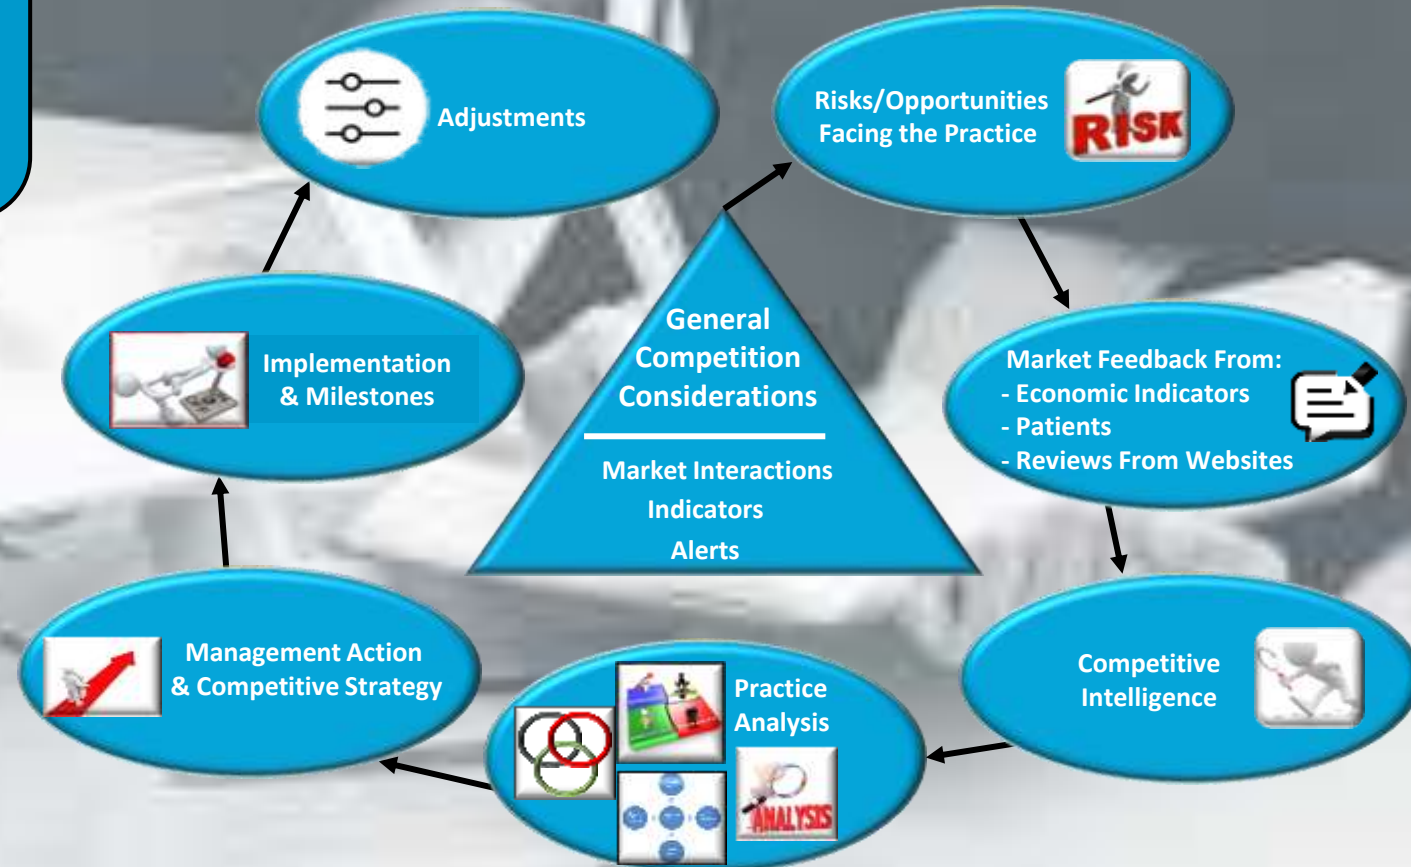 Adjustments
Risks/Opportunities
Facing the Practice
RISK
General
Competition
Considerations
Market Interactions
Indicators
Alerts
Market Feedback From:
- Economic Indicators
- Patients
- Reviews From Websites
Implementation
& Milestones
Management Action
& Competitive Strategy
Practice
Analysis
ANALYSIS
Competitive
Intelligence